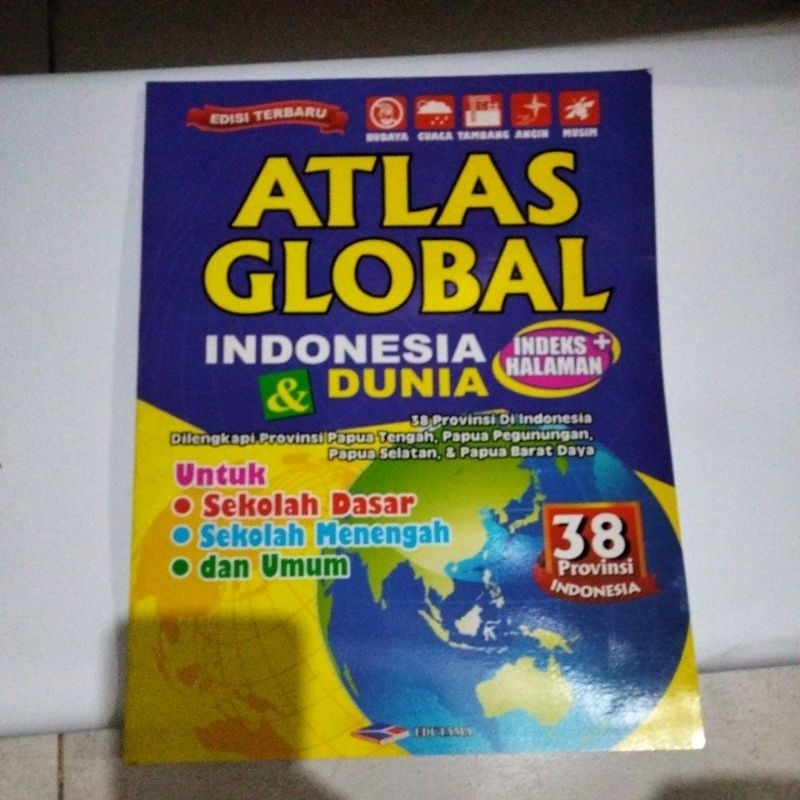 EDISI TERBARU
BUDAYA CUACA TAMBANG ANGIN MUSIM
ATLAS
GLOBAL
INDONESIA
& DUNIA
INDEKS +
HALAMAN
38 Provinsi Di Indonesia
Dilengkapi Provinsi Papua Tengah, Papua Pegunungan,
Papua Selatan, & Papua Barat Daya
Untuk
• Sekolah Dasar
• Sekolah Menengah
• dan Umum
38
Provinsi
INDONESIA
EDUTAMA